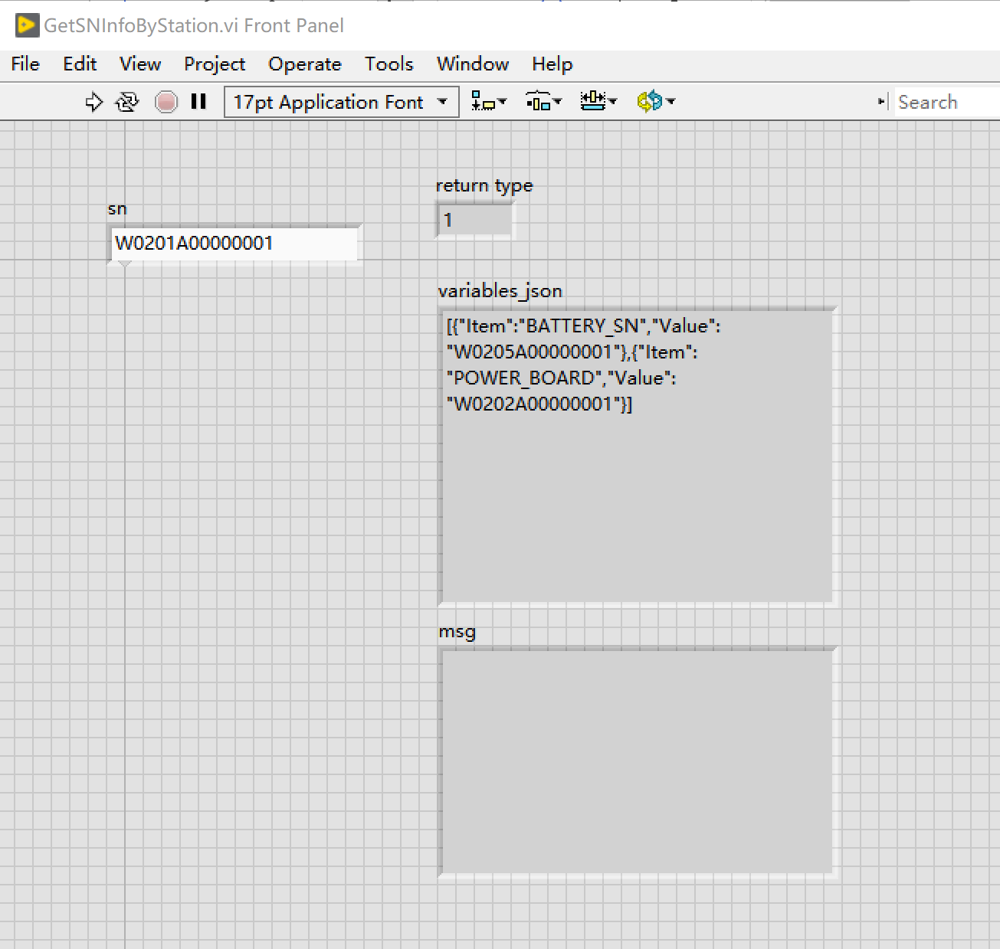 GetSNInfoByStation.vi Front Panel
File Edit View Project Operate Tools Window Help
17pt Application Font
Search
return type
1
sn
W0201A00000001
variables_json
[{"Item":"BATTERY_SN","Value":
"W0205A00000001"},{"Item":
"POWER_BOARD","Value":
"W0202A00000001"}]
msg